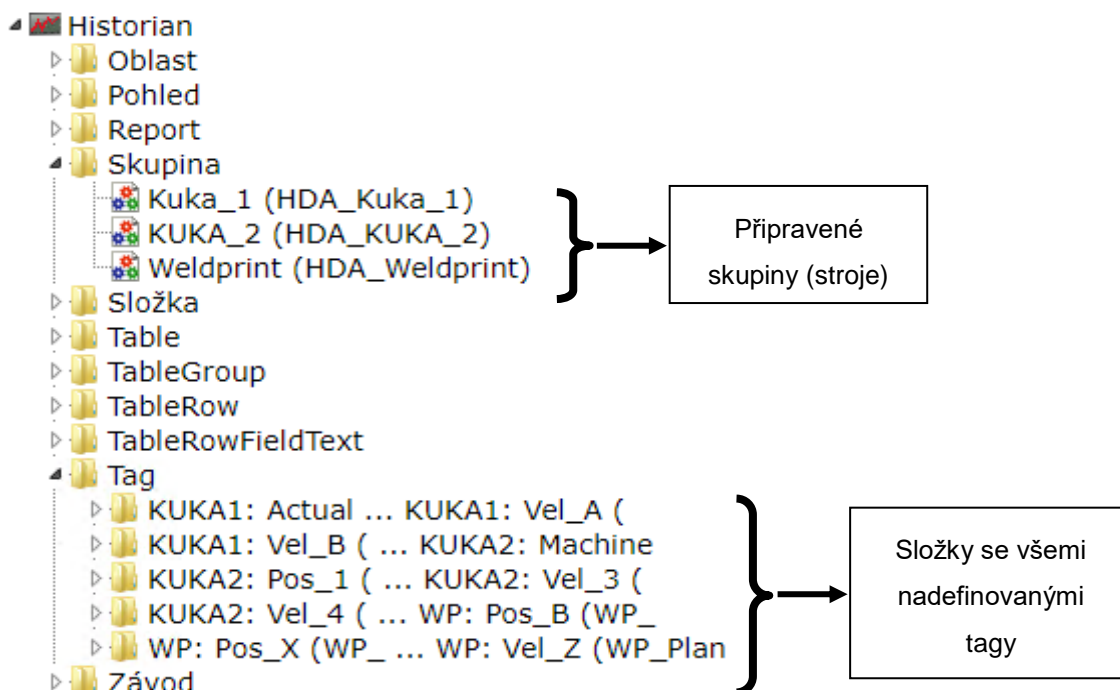 Historian
Oblast
Pohled
Report
Skupina
Kuka_1 (HDA_Kuka_1)
KUKA_2 (HDA_KUKA_2)
Weldprint (HDA_Weldprint)
Připravené
skupiny (stroje)
Složka
Table
TableGroup
TableRow
TableRowFieldText
Tag
KUKA1: Actual ... KUKA1: Vel_A (
KUKA1: Vel_B ( ... KUKA2: Machine
KUKA2: Pos_1 ( ... KUKA2: Vel_3 (
KUKA2: Vel_4 ( ... WP: Pos_B (WP_
WP: Pos_X (WP_ ... WP: Vel_Z (WP_Plan
Složky se všemi
nadefinovanými
tagy
Závod